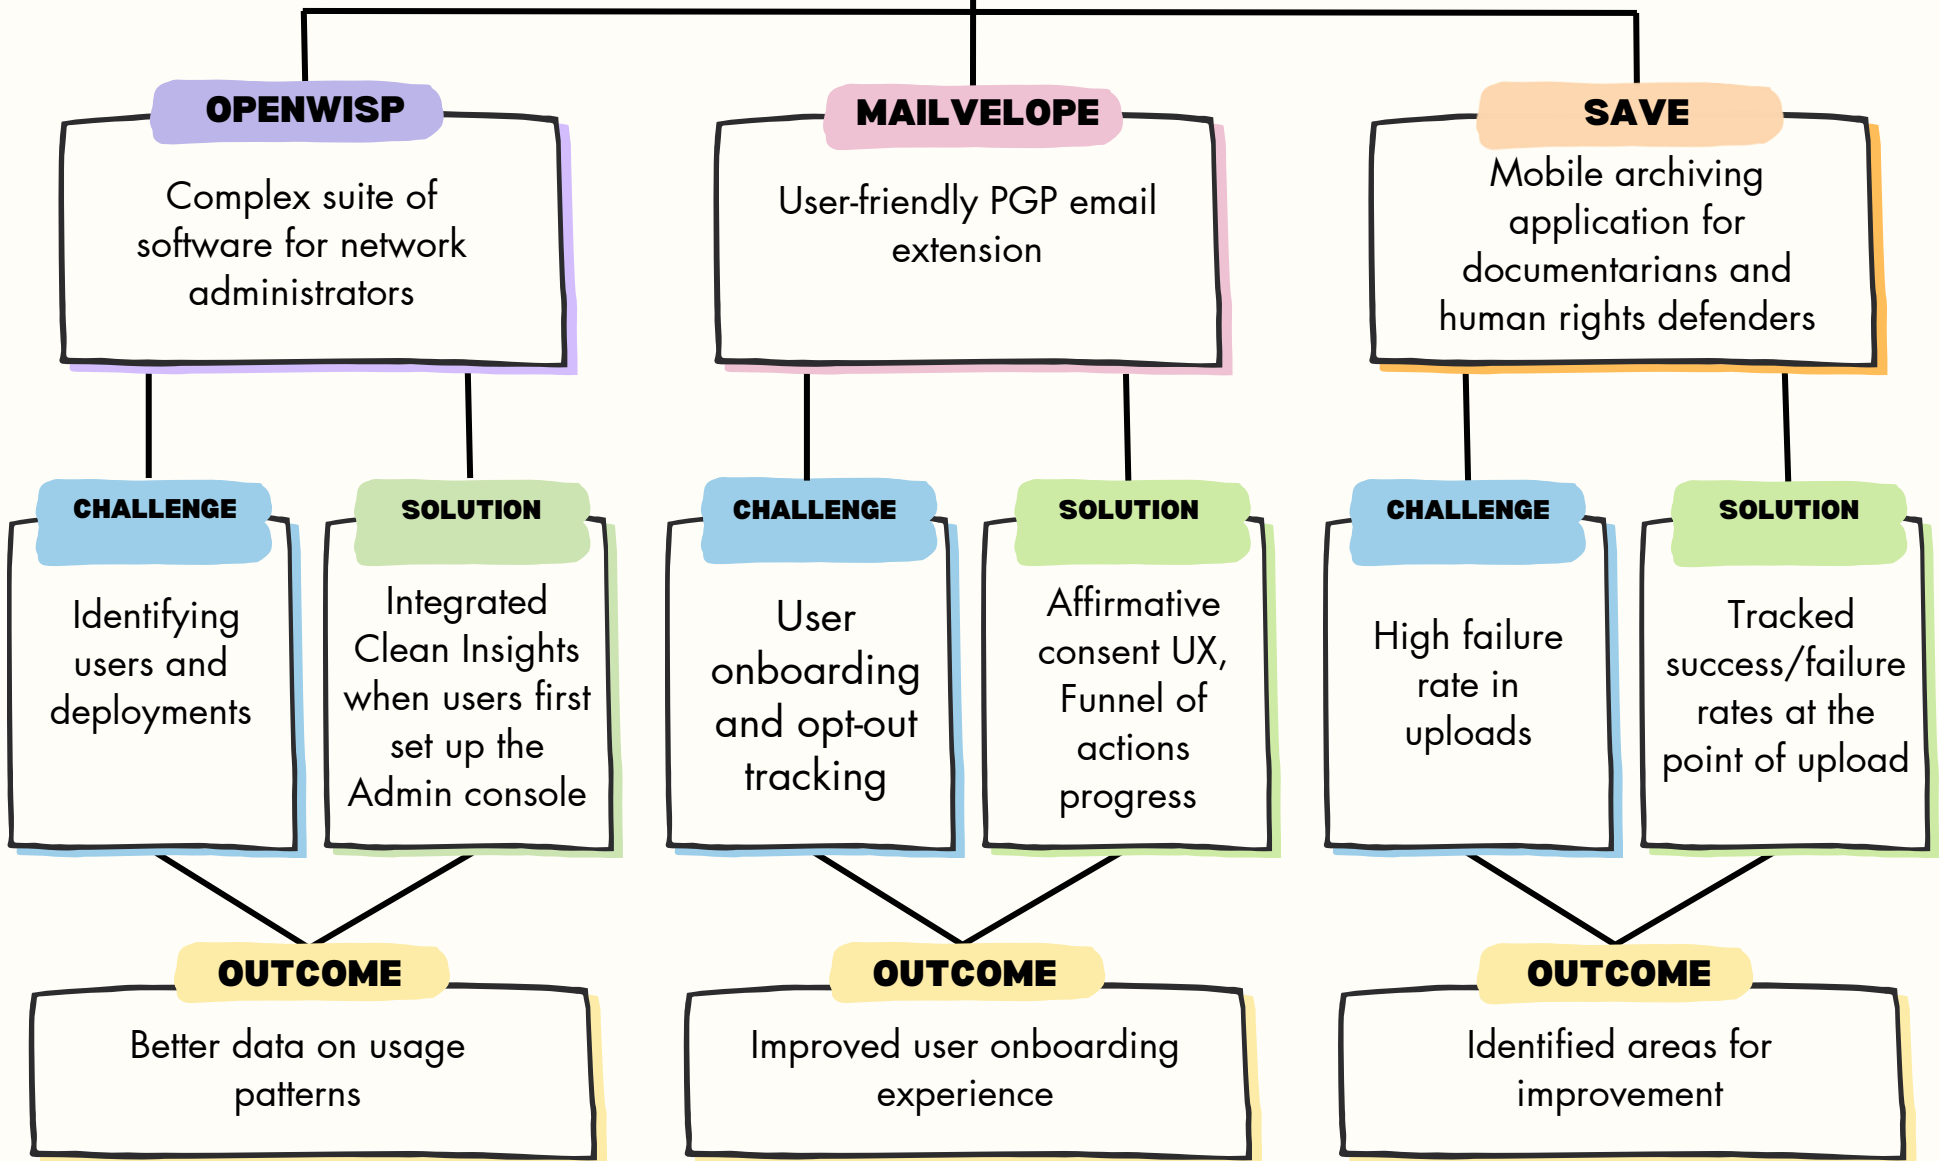 OPENWISP
Complex suite of
software for network
administrators
MAILVELOPE
User-friendly PGP email
extension
SAVE
Mobile archiving
application for
documentarians and
human rights defenders
CHALLENGE
Identifying
users and
deployments
SOLUTION
Integrated
Clean Insights
when users first
set up the
Admin console
CHALLENGE
User
onboarding
and opt-out
tracking
SOLUTION
Affirmative
consent UX,
Funnel of
actions
progress
CHALLENGE
High failure
rate in
uploads
SOLUTION
Tracked
success/failure
rates at the
point of upload
OUTCOME
Better data on usage
patterns
OUTCOME
Improved user onboarding
experience
OUTCOME
Identified areas for
improvement